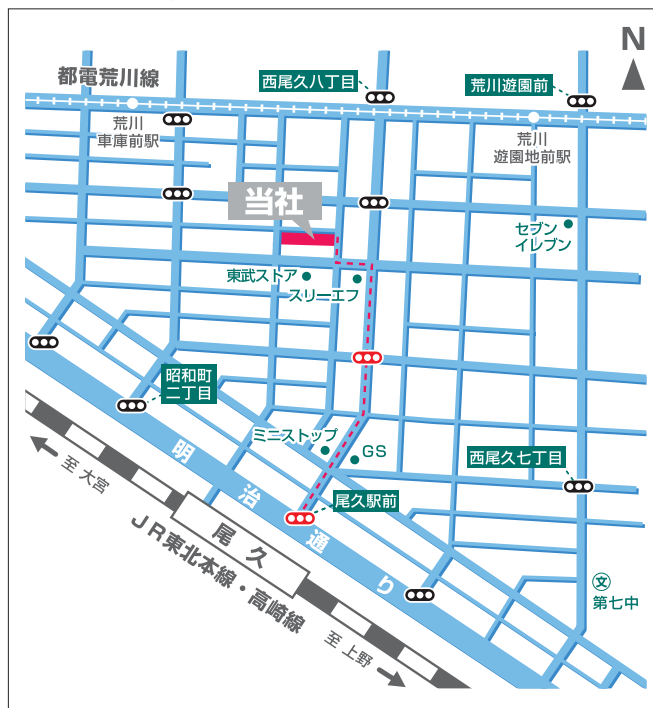 N
都電荒川線
西尾久八丁目
荒川遊園前
荒川
車庫前駅
荒川
遊園地前駅
当社
セブン
イレブン
東武ストア
スリーエフ
昭和町
二丁目
ミニストップ
GS
西尾久七丁目
至 大宮
明治通り
尾久駅前
尾久
JR東北本線・高崎線
文
第七中
至 上野